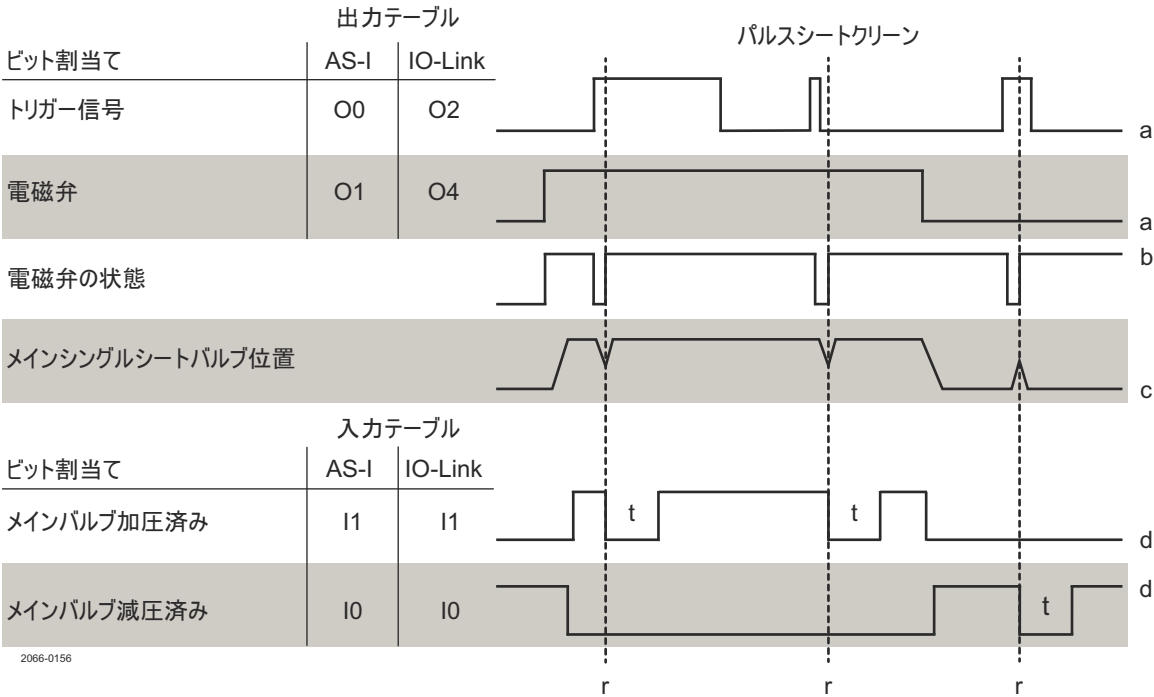 出力テーブル
パルスシートクリーン
ビット割当て AS-I IO-Link
トリガー信号 O0 O2
a
電磁弁 O1 O4
a
電磁弁の状態
b
メインシングルシートバルブ位置
c
入力テーブル
ビット割当て AS-I IO-Link
メインバルブ加圧済み I1 I1 t t
d
メインバルブ減圧済み I0 I0 t
d
2066-0156
r r r